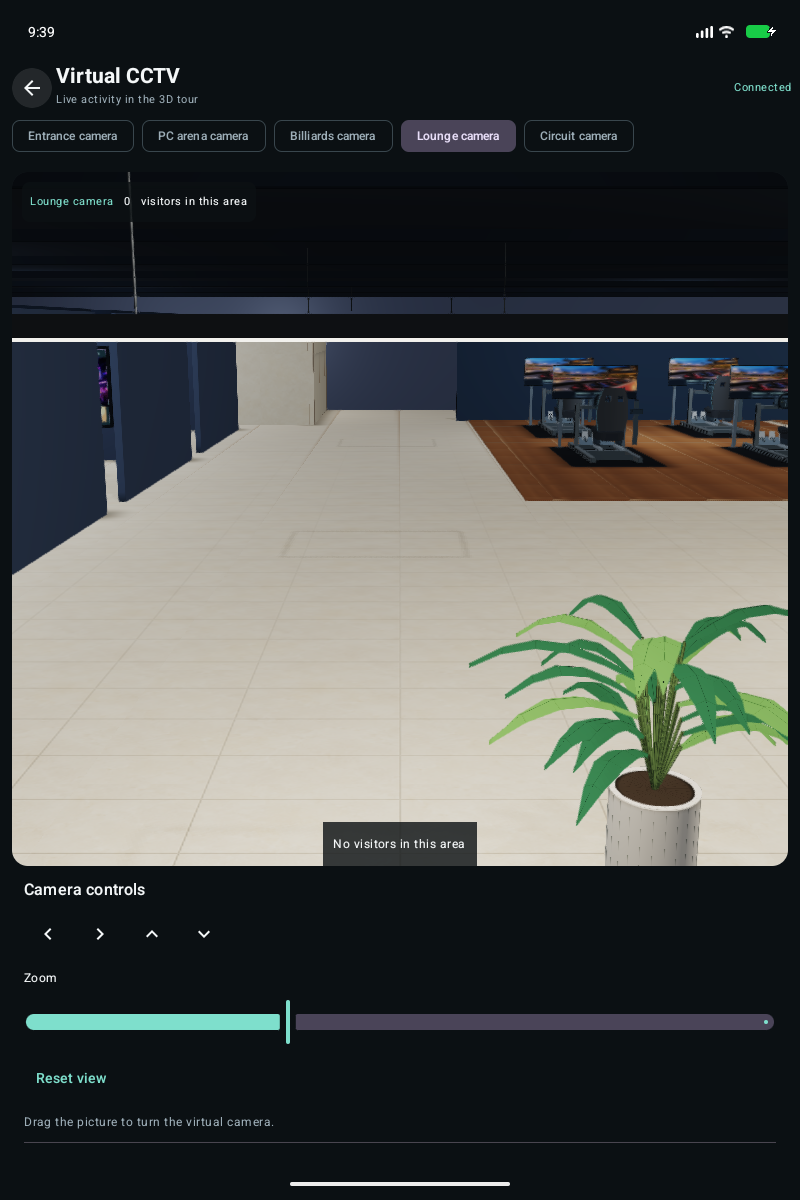 9:39
Virtual CCTV
Live activity in the 3D tour
Connected
Entrance camera
PC arena camera
Billiards camera
Lounge camera
Circuit camera
Lounge camera 0 visitors in this area
No visitors in this area
Camera controls
Zoom
Reset view
Drag the picture to turn the virtual camera.